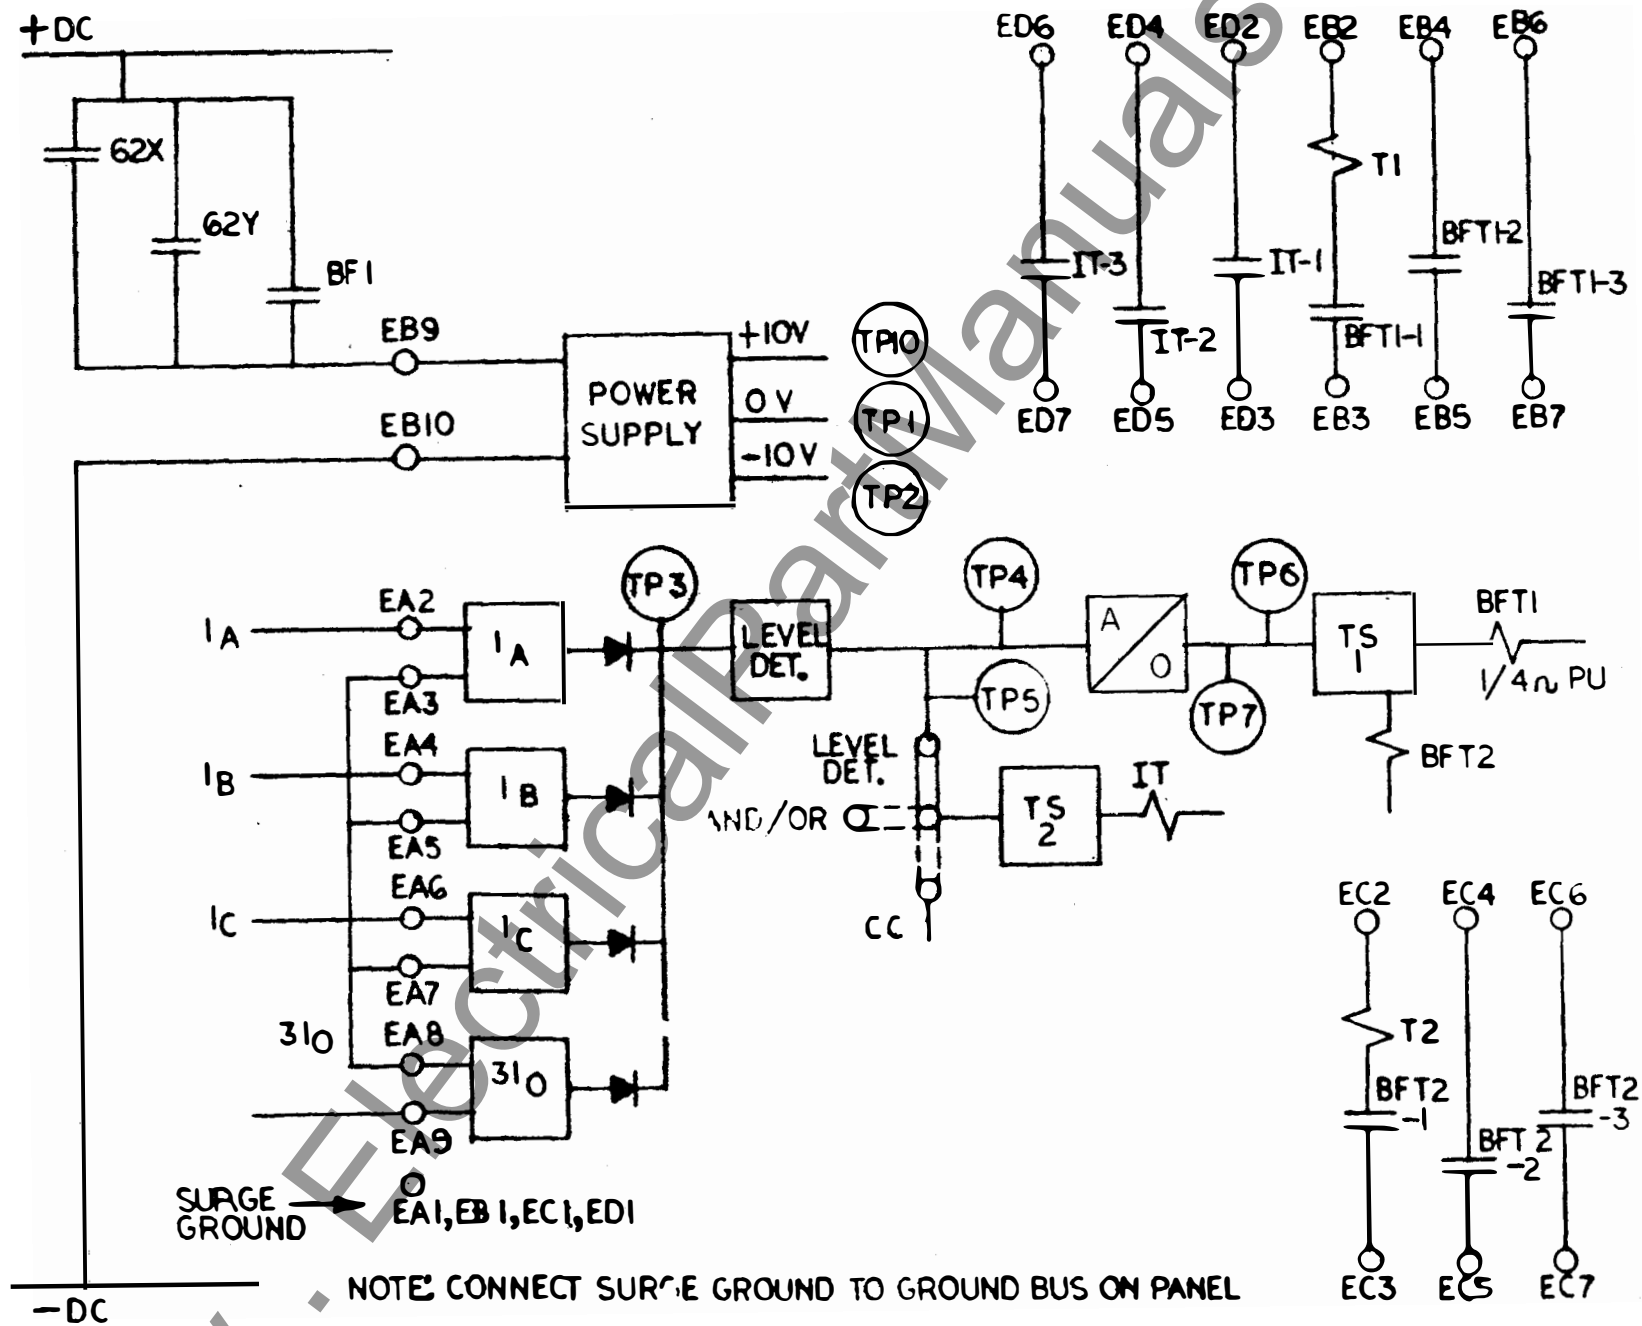 +DC
62X
62Y
BF1
EB9
EB10
POWER
SUPPLY
+10V
0V
-10V
TP10
TP1
TP2
ED6
ED4
ED2
EB2
EB4
EB6
T1
IT-3
IT-2
IT-1
BFT1-1
BFT1-2
BFT1-3
ED7
ED5
ED3
EB3
EB5
EB7
IA
EA2
EA3
IA
TP3
LEVEL
DET.
TP4
TP5
A
O
TP6
TP7
TS
1
BFT1
1/4~ PU
BFT2
IB
EA4
EA5
IB
LEVEL
DET.
AND/OR
CC
TS
2
IT
IC
EA6
EA7
IC
3IO
EA8
EA9
3IO
SURGE
GROUND
EA1,EB1,EC1,ED1
EC2
EC4
EC6
T2
BFT2
-1
BFT2
-2
BFT2
-3
EC3
EC5
EC7
-DC
NOTE: CONNECT SURGE GROUND TO GROUND BUS ON PANEL
. ElectricalPartManuals